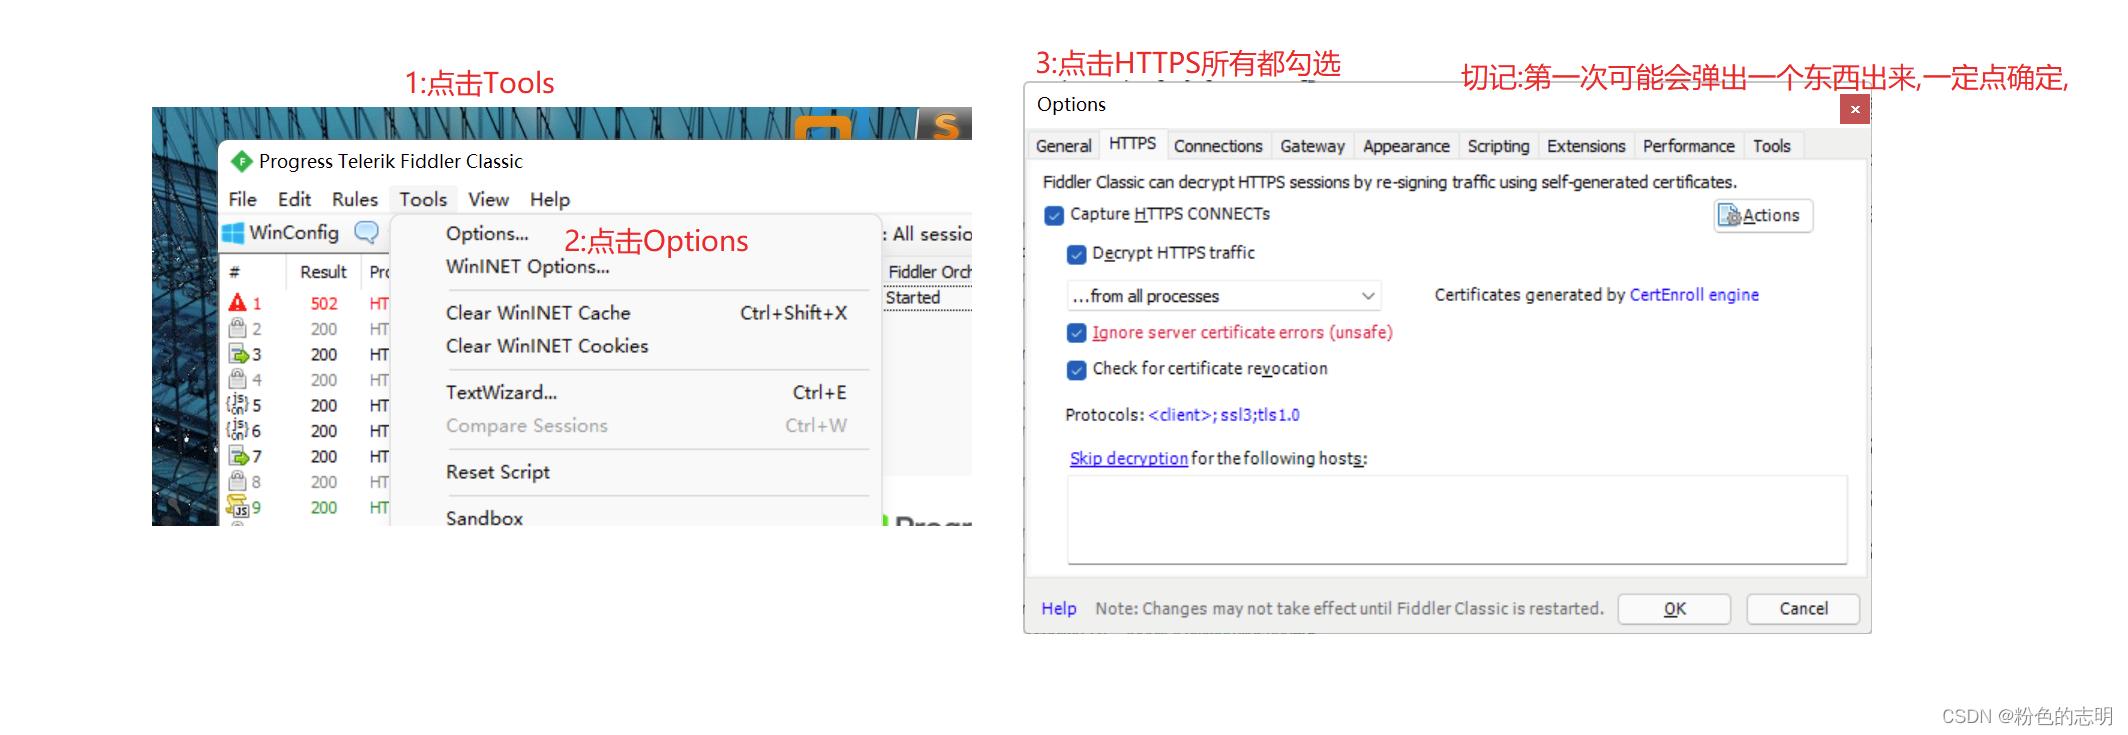 1:点击Tools
Progress Telerik Fiddler Classic
File Edit Rules Tools View Help
WinConfig
: All sessio
Options...
2:点击Options
WinINET Options...
Clear WinINET Cache Ctrl+Shift+X
Clear WinINET Cookies
TextWizard... Ctrl+E
Compare Sessions Ctrl+W
Reset Script
Sandbox
# Result Pro
1 502 HT
2 200 HT
3 200 HT
4 200 HT
5 200 HT
6 200 HT
7 200 HT
8 200 HT
9 200 HT
Fiddler Orch
Started
Progr
3:点击HTTPS所有都勾选
切记:第一次可能会弹出一个东西出来,一定点确定,
Options
General HTTPS Connections Gateway Appearance Scripting Extensions Performance Tools
Fiddler Classic can decrypt HTTPS sessions by re-signing traffic using self-generated certificates.
Capture HTTPS CONNECTs
Actions
Decrypt HTTPS traffic
...from all processes
Certificates generated by CertEnroll engine
Ignore server certificate errors (unsafe)
Check for certificate revocation
Protocols: <client>;ssl3;tls1.0
Skip decryption for the following hosts:
Help Note: Changes may not take effect until Fiddler Classic is restarted. OK Cancel
CSDN @粉色的志明